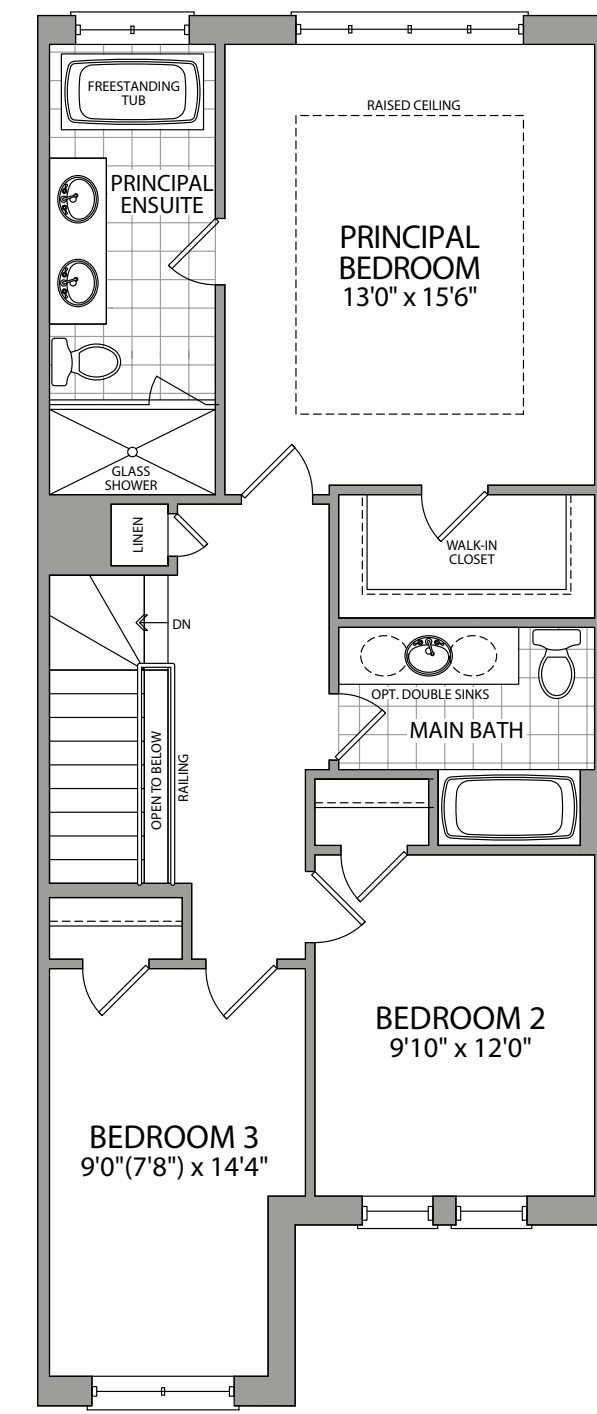 FREESTANDING
TUB
RAISED CEILING
PRINCIPAL
ENSUITE
PRINCIPAL
BEDROOM
13'0" x 15'6"
GLASS
SHOWER
LINEN
WALK-IN
CLOSET
DN
OPT. DOUBLE SINKS
MAIN BATH
OPEN TO BELOW
RAILING
BEDROOM 2
9'10" x 12'0"
BEDROOM 3
9'0"(7'8") x 14'4"